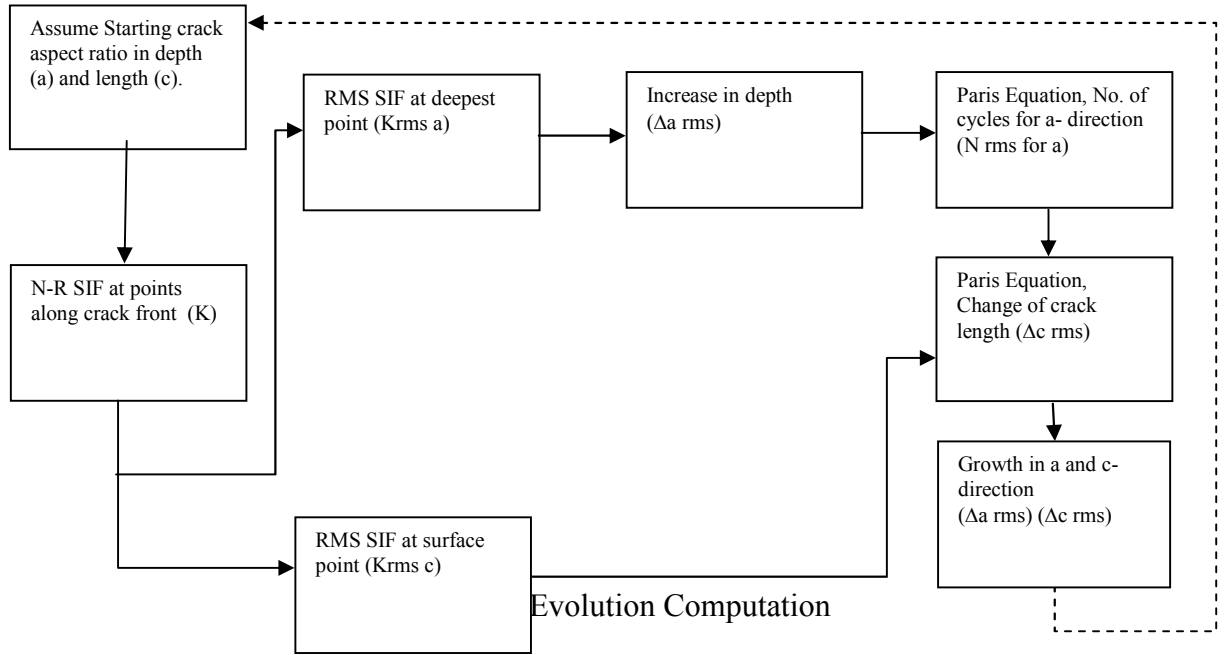 Assume Starting crack
aspect ratio in depth
(a) and length (c).
RMS SIF at deepest
point (Krms a)
Increase in depth
(Δa rms)
Paris Equation, No. of
cycles for a- direction
(N rms for a)
N-R SIF at points
along crack front (K)
Paris Equation,
Change of crack
length (Δc rms)
Growth in a and c-
direction
(Δa rms) (Δc rms)
RMS SIF at surface
point (Krms c)
Evolution Computation